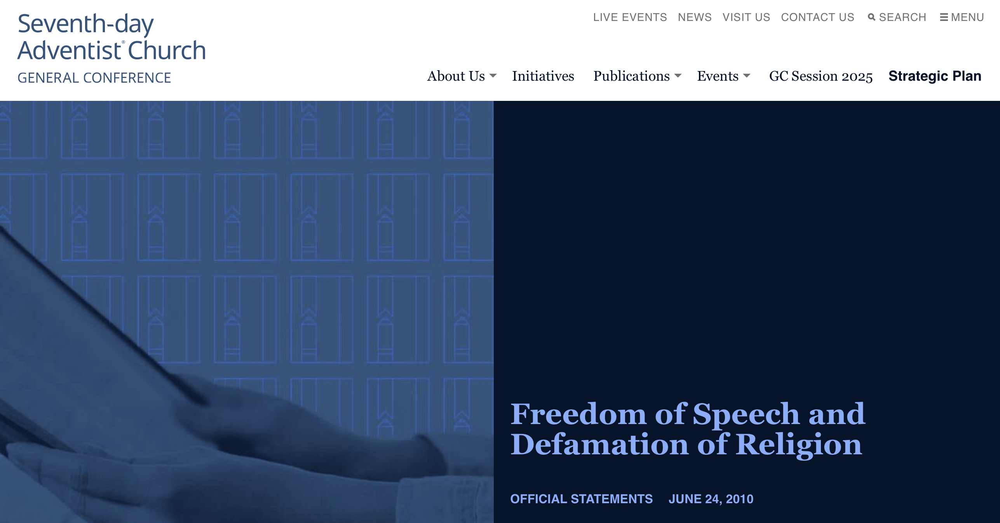 Seventh-day
Adventist® Church
GENERAL CONFERENCE
LIVE EVENTS NEWS VISIT US CONTACT US SEARCH MENU
About Us Initiatives Publications Events GC Session 2025 Strategic Plan
Freedom of Speech and
Defamation of Religion
OFFICIAL STATEMENTS JUNE 24, 2010